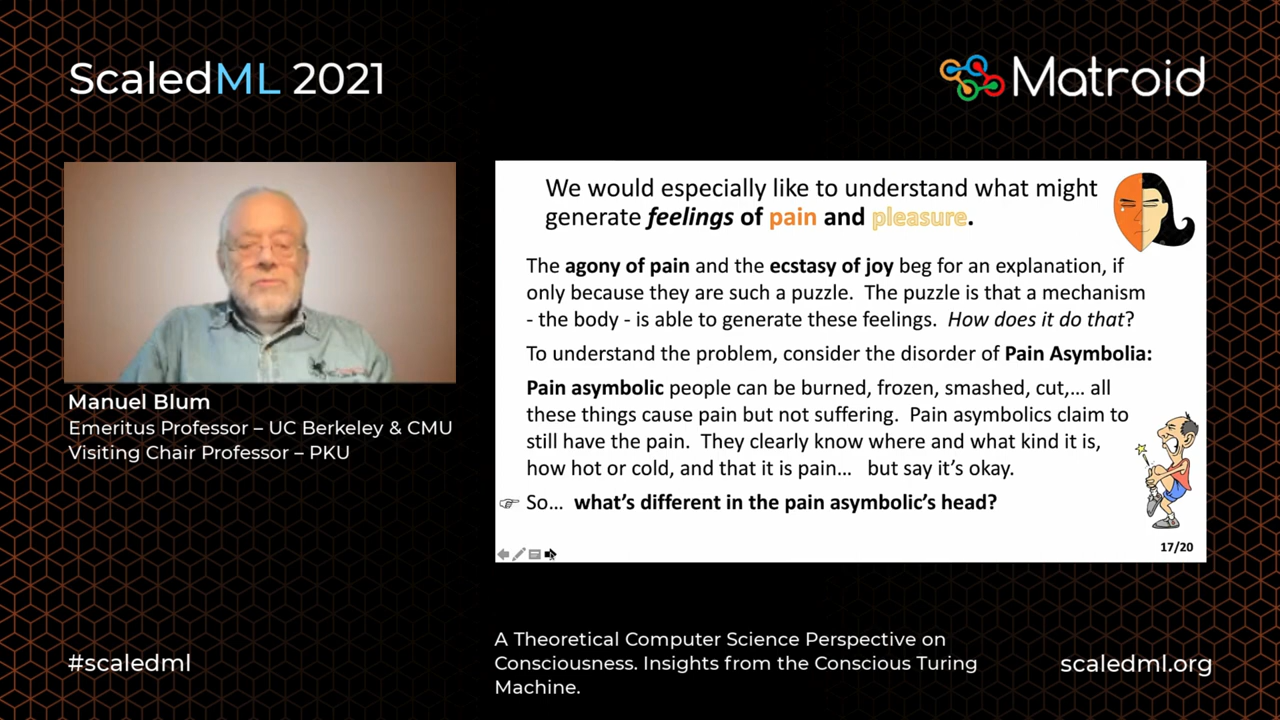 ScaledML 2021
Matroid
We would especially like to understand what might
generate feelings of pain and pleasure.
The agony of pain and the ecstasy of joy beg for an explanation, if
only because they are such a puzzle. The puzzle is that a mechanism
- the body - is able to generate these feelings. How does it do that?
To understand the problem, consider the disorder of Pain Asymbolia:
Pain asymbolic people can be burned, frozen, smashed, cut,... all
these things cause pain but not suffering. Pain asymbolics claim to
still have the pain. They clearly know where and what kind it is,
how hot or cold, and that it is pain... but say it's okay.
So... what's different in the pain asymbolic's head?
17/20
Manuel Blum
Emeritus Professor – UC Berkeley & CMU
Visiting Chair Professor – PKU
#scaledml
A Theoretical Computer Science Perspective on
Consciousness. Insights from the Conscious Turing
Machine.
scaledml.org